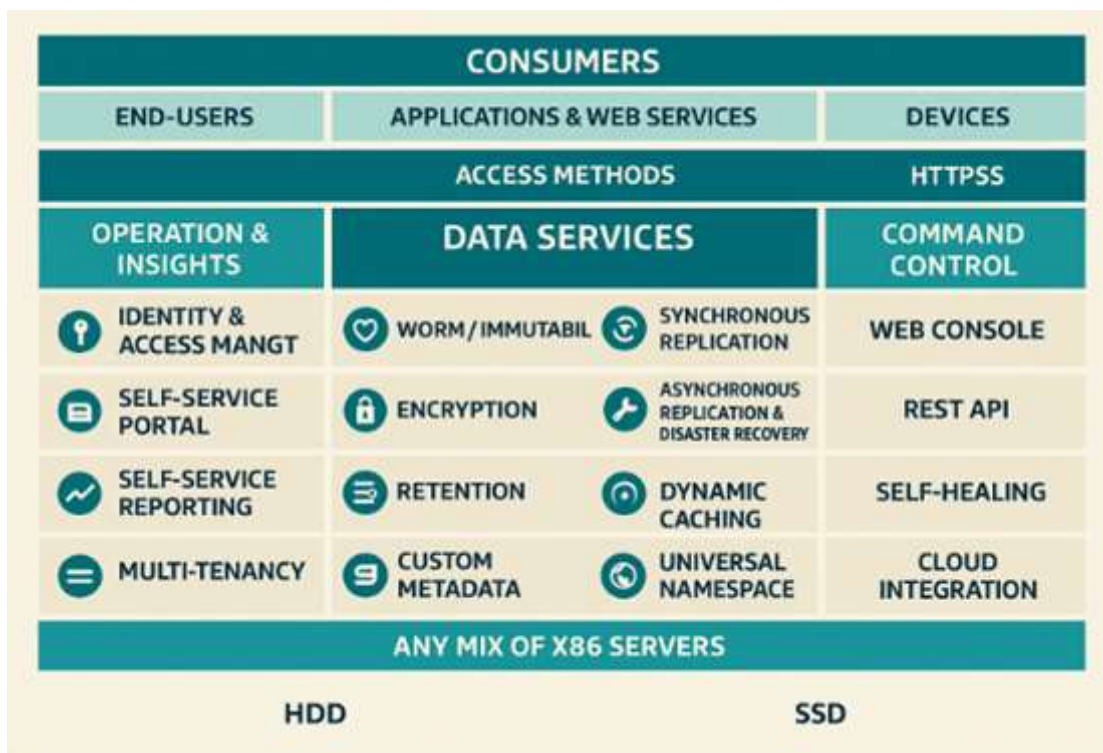 CONSUMERS
END-USERS
APPLICATIONS & WEB SERVICES
DEVICES
ACCESS METHODS
HTTPSS
OPERATION &
INSIGHTS
DATA SERVICES
COMMAND
CONTROL
IDENTITY &
ACCESS MANGT
WORM/IMMUTABIL
SYNCHRONOUS
REPLICATION
WEB CONSOLE
SELF-SERVICE
PORTAL
ENCRYPTION
ASYNCHRONOUS
REPLICATION &
DISASTER RECOVERY
REST API
SELF-SERVICE
REPORTING
RETENTION
DYNAMIC
CACHING
SELF-HEALING
MULTI-TENANCY
CUSTOM
METADATA
UNIVERSAL
NAMESPACE
CLOUD
INTEGRATION
ANY MIX OF X86 SERVERS
HDD
SSD